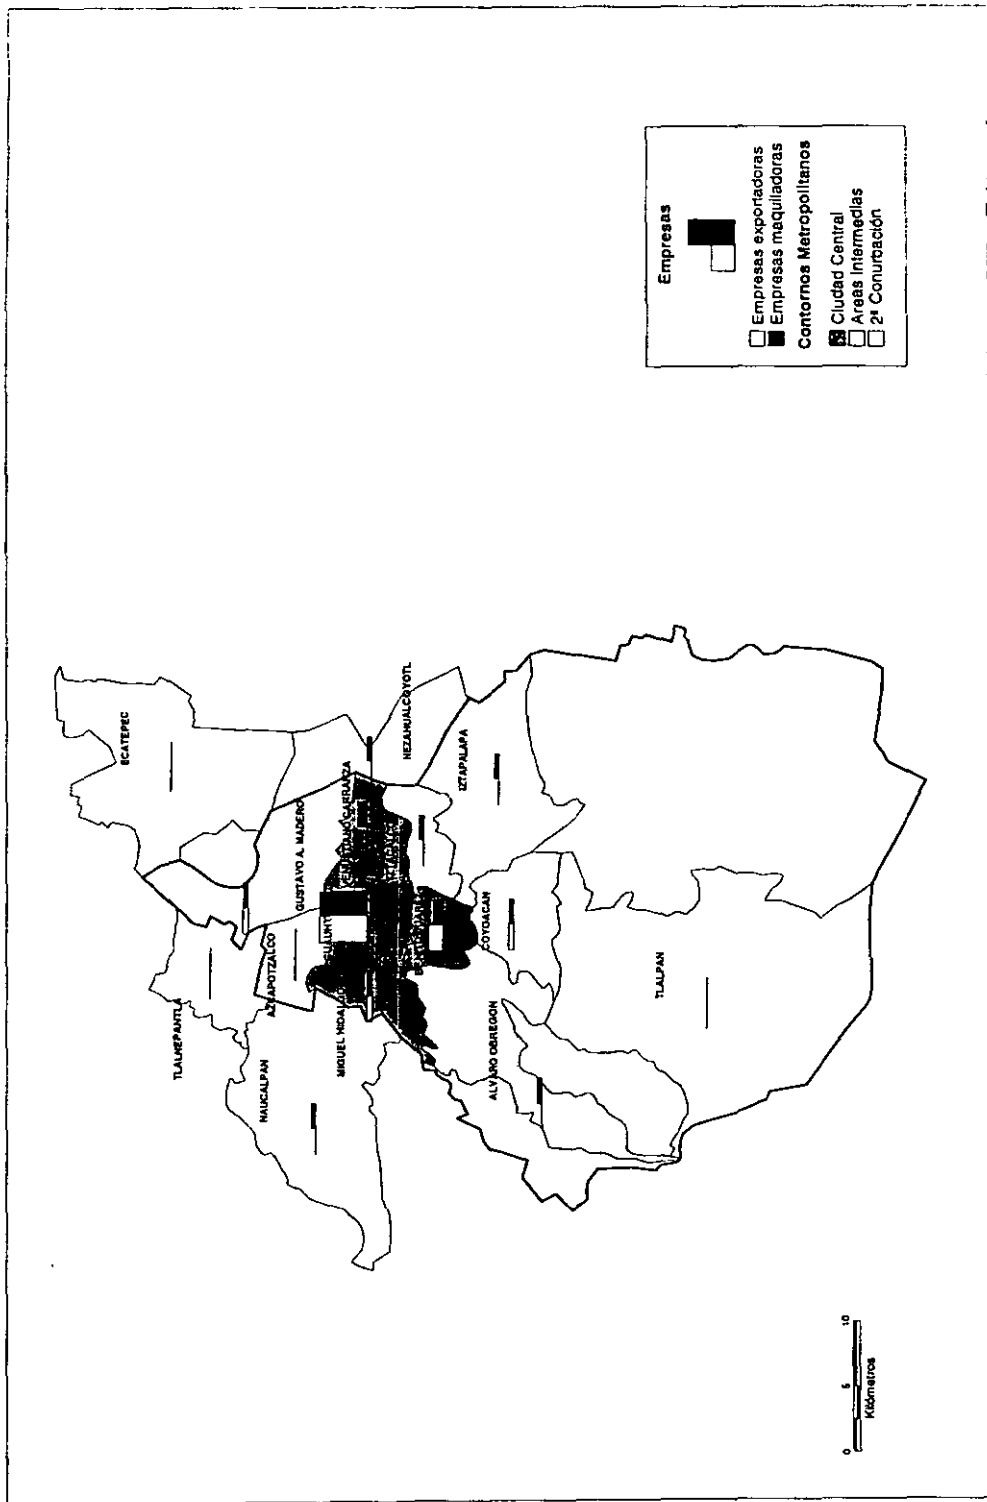 ECATEPEC
TLALNEPANTLA
GUSTAVO A. MADERO
AZCAPOTZALCO
NAUCALPAN
MIGUEL HIDALGO
VENUSTIANO CARRANZA
NEZAHUALCOYOTL
IZTAPALAPA
COYOACAN
ALVARO OBREGON
TLALPAN
Empresas
Empresas exportadoras
Empresas maquiladoras
Contornos Metropolitanos
Ciudad Central
Areas Intermedias
2ª Conurbación
0 5 10
Kilómetros